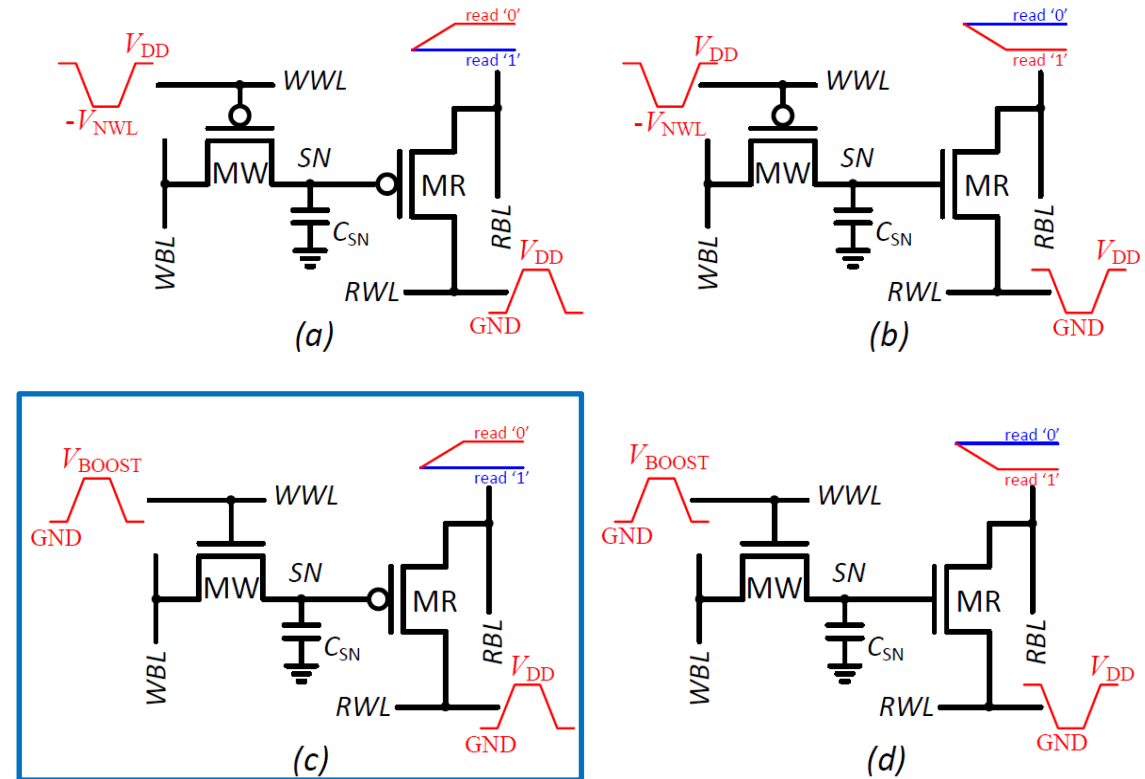 read ‘0’
read ‘1’
VDD
-VNWL
WWL
MW
SN
MR
CSN
WBL
RBL
VDD
RWL
GND
(a)
read ‘0’
read ‘1’
VDD
-VNWL
WWL
MW
SN
MR
CSN
WBL
RBL
VDD
RWL
GND
(b)
read ‘0’
read ‘1’
VBOOST
GND
WWL
MW
SN
MR
CSN
WBL
RBL
VDD
RWL
GND
(c)
read ‘0’
read ‘1’
VBOOST
GND
WWL
MW
SN
MR
CSN
WBL
RBL
VDD
RWL
GND
(d)